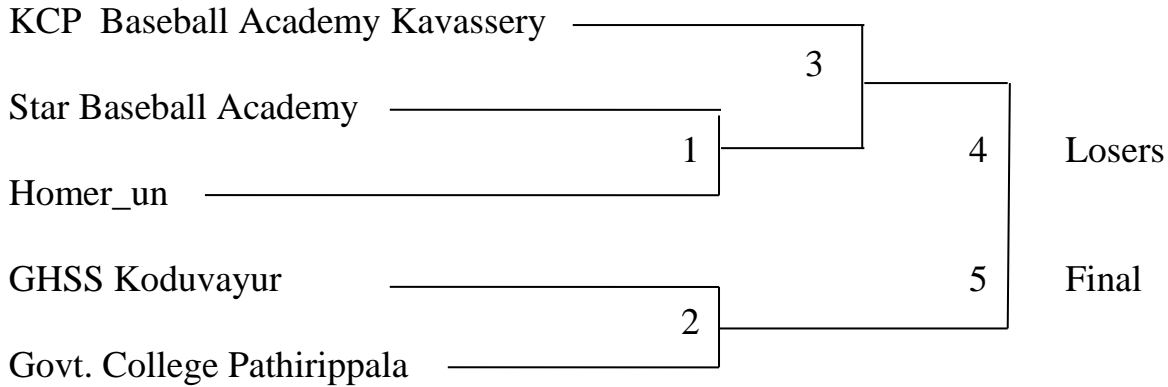 KCP  Baseball Academy Kavassery
3
Star Baseball Academy
1
4 Losers
Homer_un
GHSS Koduvayur
5 Final
2
Govt. College Pathirippala